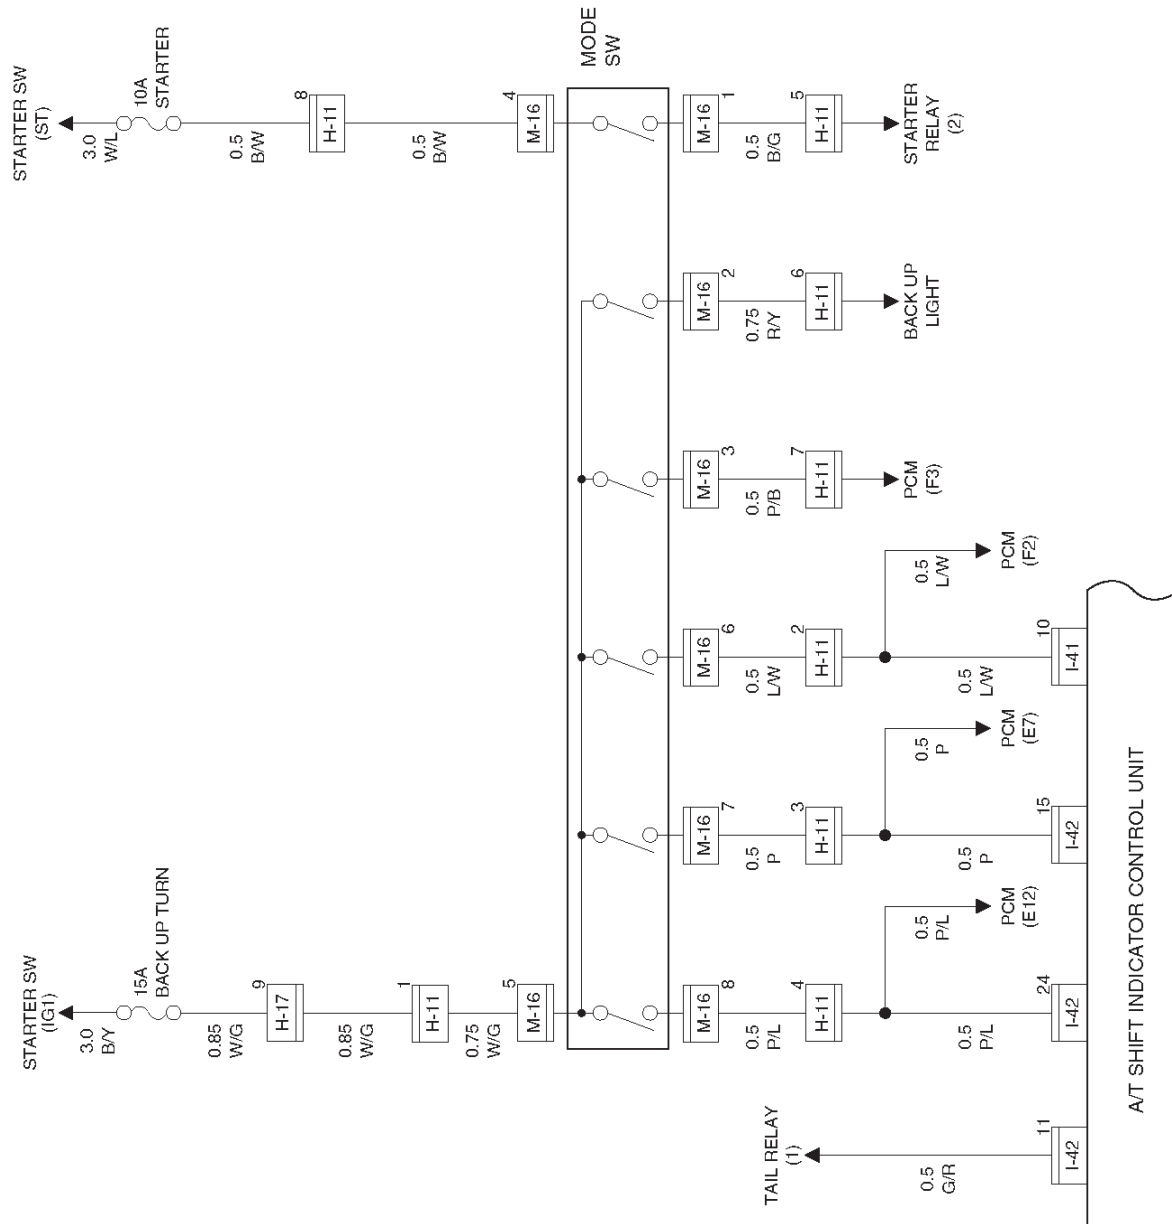 STARTER SW
(IG1)
3.0
B/Y
15A
BACK UP TURN
0.85
W/G
9
H-17
0.85
W/G
1
H-11
0.75
W/G
5
M-16
STARTER SW
(ST)
3.0
W/L
10A
STARTER
0.5
B/W
8
H-11
0.5
B/W
4
M-16
MODE
SW
8
M-16
0.5
P/L
4
H-11
0.5
P/L
PCM
(E12)
0.5
P/L
24
I-42
7
M-16
0.5
P
3
H-11
0.5
P
PCM
(E7)
0.5
P
15
I-42
6
M-16
0.5
L/W
2
H-11
0.5
L/W
PCM
(F2)
0.5
L/W
10
I-41
3
M-16
0.5
P/B
7
H-11
PCM
(F3)
2
M-16
0.75
R/Y
6
H-11
BACK UP
LIGHT
1
M-16
0.5
B/G
5
H-11
STARTER
RELAY
(2)
TAIL RELAY
(1)
0.5
G/R
11
I-42
A/T SHIFT INDICATOR CONTROL UNIT